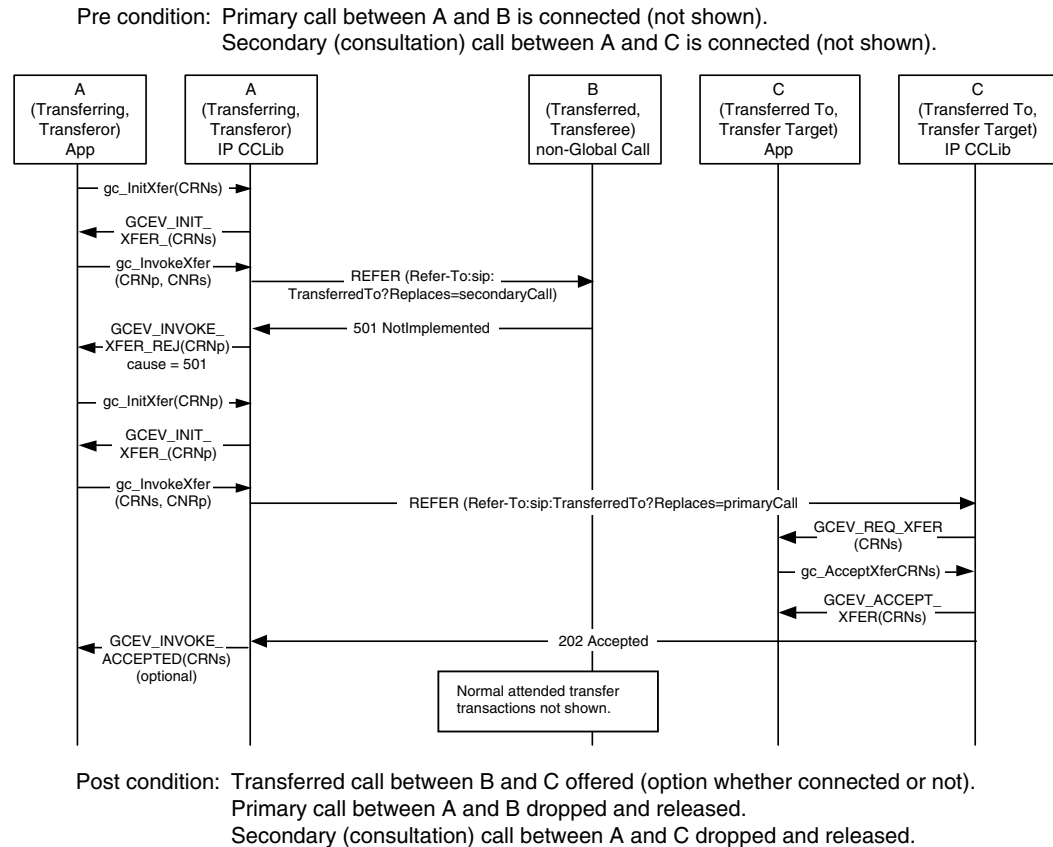 Pre condition: Primary call between A and B is connected (not shown).
Secondary (consultation) call between A and C is connected (not shown).
A
(Transferring,
Transferor)
App
A
(Transferring,
Transferor)
IP CCLib
B
(Transferred,
Transferee)
non-Global Call
C
(Transferred To,
Transfer Target)
App
C
(Transferred To,
Transfer Target)
IP CCLib
gc_InitXfer(CRNs)
GCEV_INIT_
XFER_(CRNs)
gc_InvokeXfer
(CRNp, CNRs)
REFER (Refer-To:sip:
TransferredTo?Replaces=secondaryCall)
501 NotImplemented
GCEV_INVOKE_
XFER_REJ(CRNp)
cause = 501
gc_InitXfer(CRNp)
GCEV_INIT_
XFER_(CRNp)
gc_InvokeXfer
(CRNs, CNRp)
REFER (Refer-To:sip:TransferredTo?Replaces=primaryCall
GCEV_REQ_XFER
(CRNs)
gc_AcceptXferCRNs)
GCEV_ACCEPT_
XFER(CRNs)
202 Accepted
GCEV_INVOKE_
ACCEPTED(CRNs)
(optional)
Normal attended transfer
transactions not shown.
Post condition: Transferred call between B and C offered (option whether connected or not).
Primary call between A and B dropped and released.
Secondary (consultation) call between A and C dropped and released.